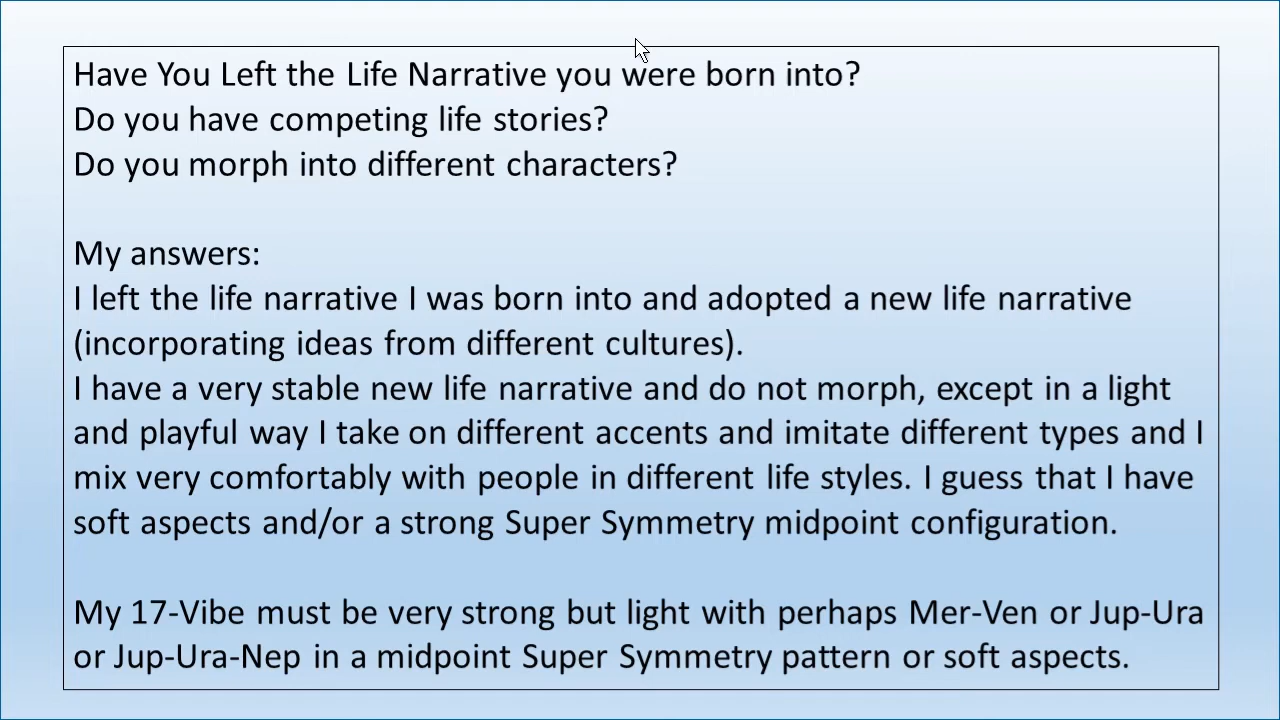 Have You Left the Life Narrative you were born into?
Do you have competing life stories?
Do you morph into different characters?
My answers:
I left the life narrative I was born into and adopted a new life narrative
(incorporating ideas from different cultures).
I have a very stable new life narrative and do not morph, except in a light
and playful way I take on different accents and imitate different types and I
mix very comfortably with people in different life styles. I guess that I have
soft aspects and/or a strong Super Symmetry midpoint configuration.
My 17-Vibe must be very strong but light with perhaps Mer-Ven or Jup-Ura
or Jup-Ura-Nep in a midpoint Super Symmetry pattern or soft aspects.